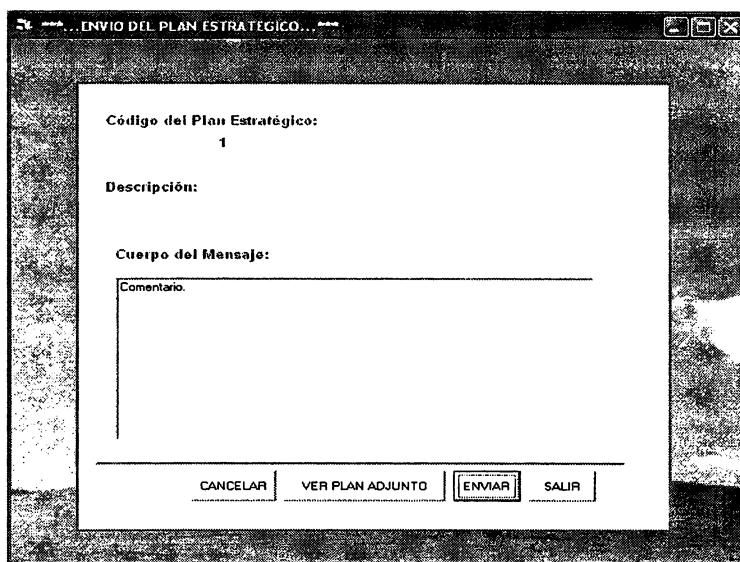 ***...ENVIO DEL PLAN ESTRATEGICO...***
Código del Plan Estratégico:
1
Descripción:
Cuerpo del Mensaje:
Comentario.
CANCELAR VER PLAN ADJUNTO ENVIAR SALIR